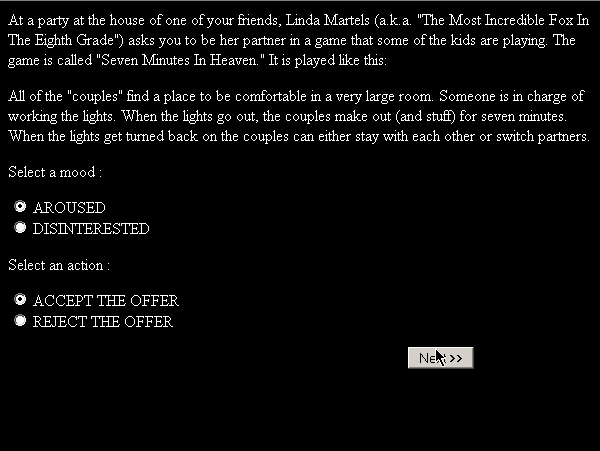 At a party at the house of one of your friends, Linda Martels (a.k.a. "The Most Incredible Fox In
The Eighth Grade") asks you to be her partner in a game that some of the kids are playing. The
game is called "Seven Minutes In Heaven." It is played like this:
All of the "couples" find a place to be comfortable in a very large room. Someone is in charge of
working the lights. When the lights go out, the couples make out (and stuff) for seven minutes.
When the lights get turned back on the couples can either stay with each other or switch partners.
Select a mood :
AROUSED
DISINTERESTED
Select an action :
ACCEPT THE OFFER
REJECT THE OFFER
Next >>